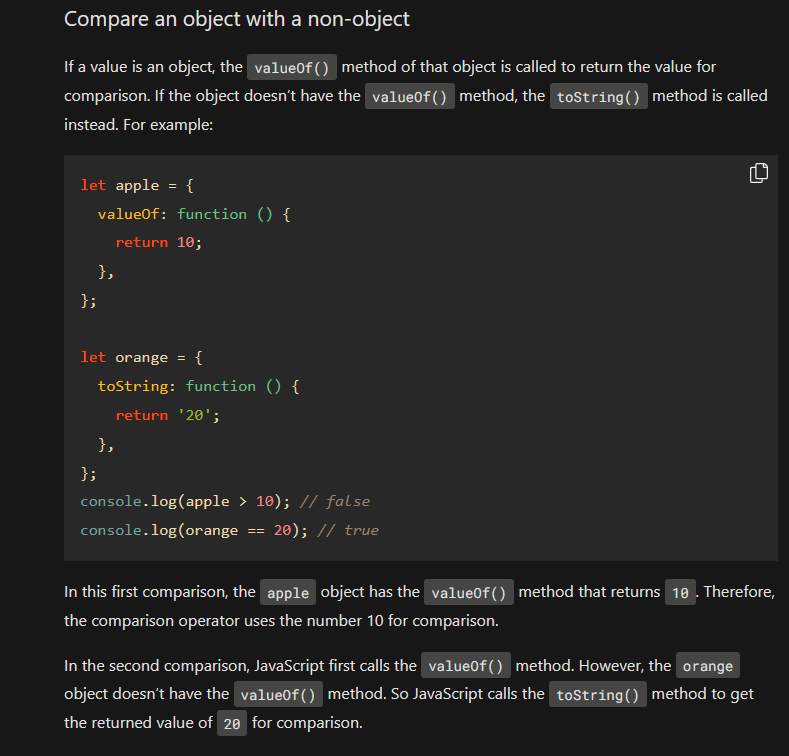 Compare an object with a non-object
If a value is an object, the valueOf() method of that object is called to return the value for
comparison. If the object doesn’t have the valueOf() method, the toString() method is called
instead. For example:
let apple = {
  valueOf: function () {
    return 10;
  },
};

let orange = {
  toString: function () {
    return '20';
  },
};
console.log(apple > 10); // false
console.log(orange == 20); // true
In this first comparison, the apple object has the valueOf() method that returns 10. Therefore,
the comparison operator uses the number 10 for comparison.
In the second comparison, JavaScript first calls the valueOf() method. However, the orange
object doesn’t have the valueOf() method. So JavaScript calls the toString() method to get
the returned value of 20 for comparison.